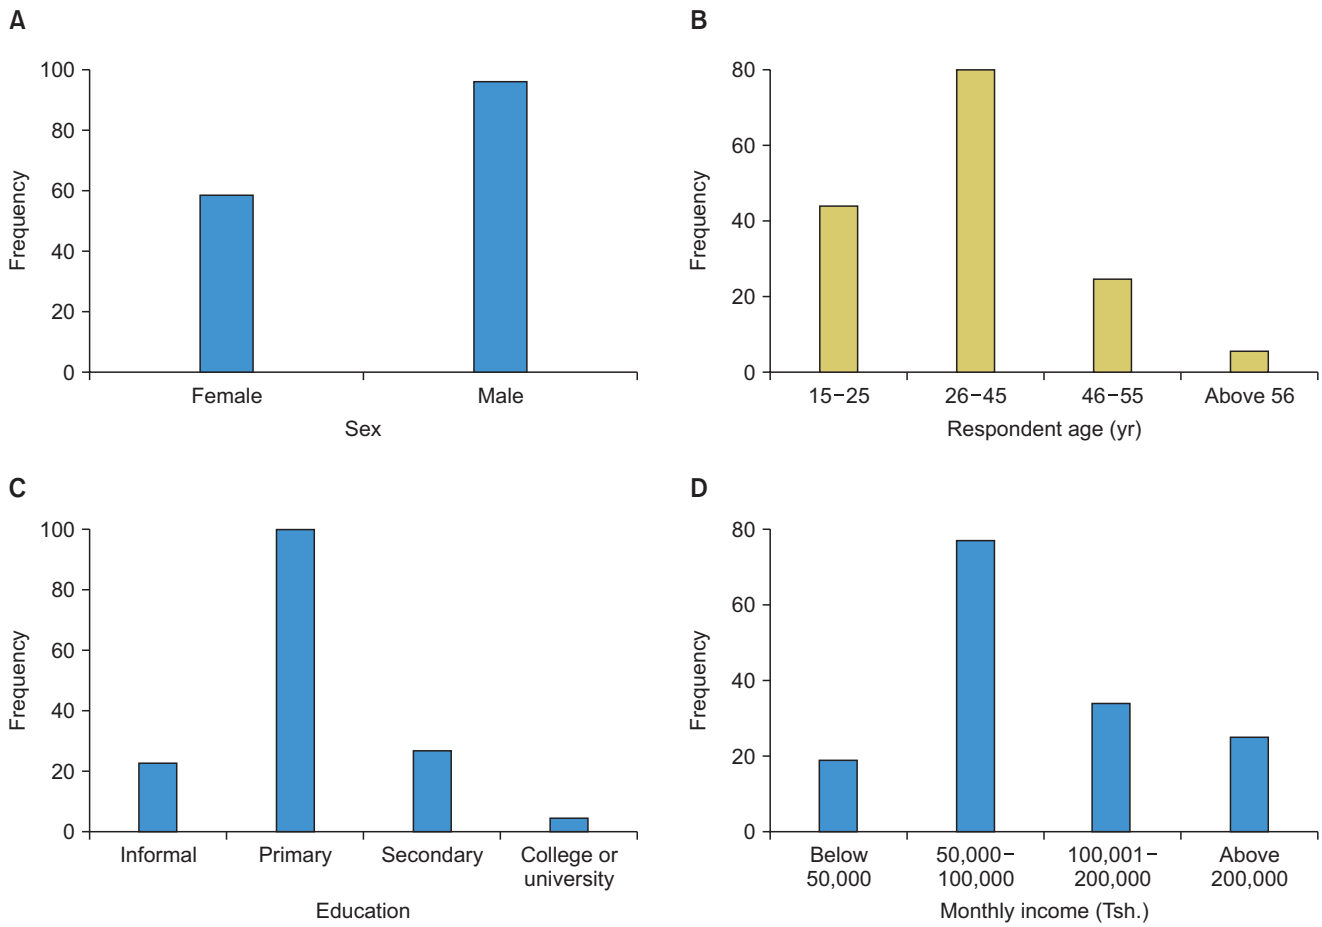 A
100
80
60
40
20
0
Frequency
Female
Male
Sex
B
80
60
40
20
0
Frequency
15–25
26–45
46–55
Above 56
Respondent age (yr)
C
100
80
60
40
20
0
Frequency
Informal
Primary
Secondary
College or
university
Education
D
80
60
40
20
0
Frequency
Below
50,000
50,000–
100,000
100,001–
200,000
Above
200,000
Monthly income (Tsh.)